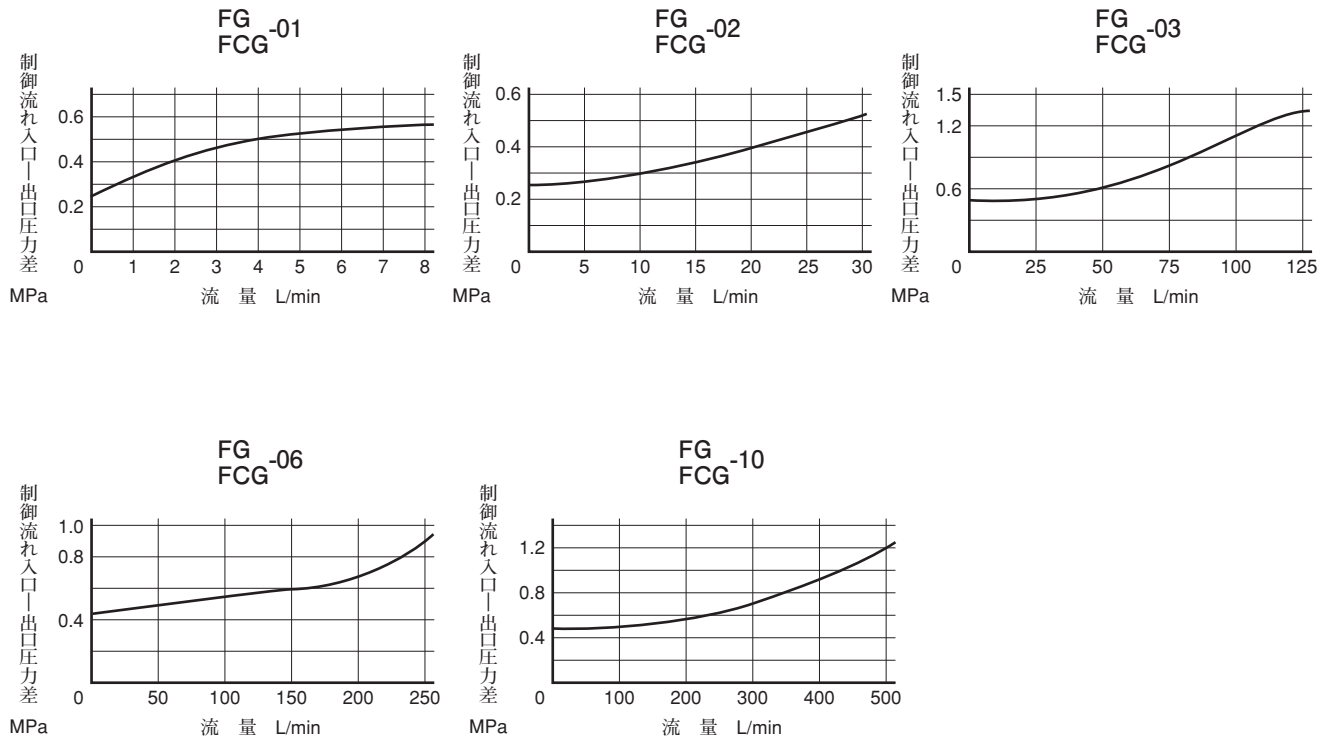 FG
FCG-01
制御流れ入口―出口圧力差
0.6
0.4
0.2
0 1 2 3 4 5 6 7 8
MPa 流 量 L/min
FG
FCG-02
制御流れ入口―出口圧力差
0.6
0.4
0.2
0 5 10 15 20 25 30
MPa 流 量 L/min
FG
FCG-03
制御流れ入口―出口圧力差
1.5
1.2
0.6
0 25 50 75 100 125
MPa 流 量 L/min
FG
FCG-06
制御流れ入口―出口圧力差
1.0
0.8
0.4
0 50 100 150 200 250
MPa 流 量 L/min
FG
FCG-10
制御流れ入口―出口圧力差
1.2
0.8
0.4
0 100 200 300 400 500
MPa 流 量 L/min